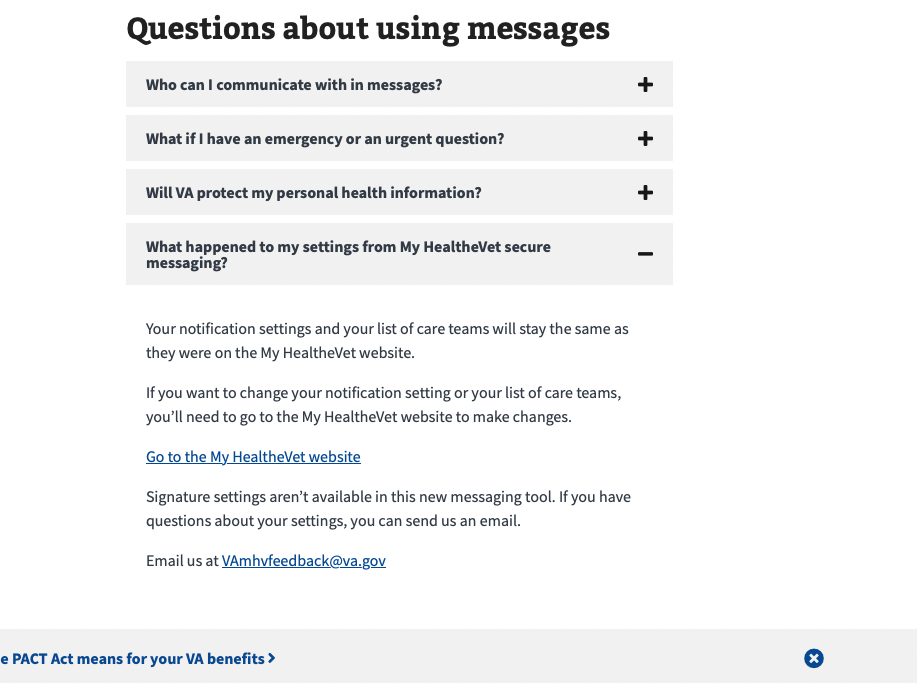 Questions about using messages
Who can I communicate with in messages?
What if I have an emergency or an urgent question?
Will VA protect my personal health information?
What happened to my settings from My HealtheVet secure
messaging?
Your notification settings and your list of care teams will stay the same as
they were on the My HealtheVet website.
If you want to change your notification setting or your list of care teams,
you’ll need to go to the My HealtheVet website to make changes.
Go to the My HealtheVet website
Signature settings aren’t available in this new messaging tool. If you have
questions about your settings, you can send us an email.
Email us at VAmhvfeedback@va.gov
e PACT Act means for your VA benefits